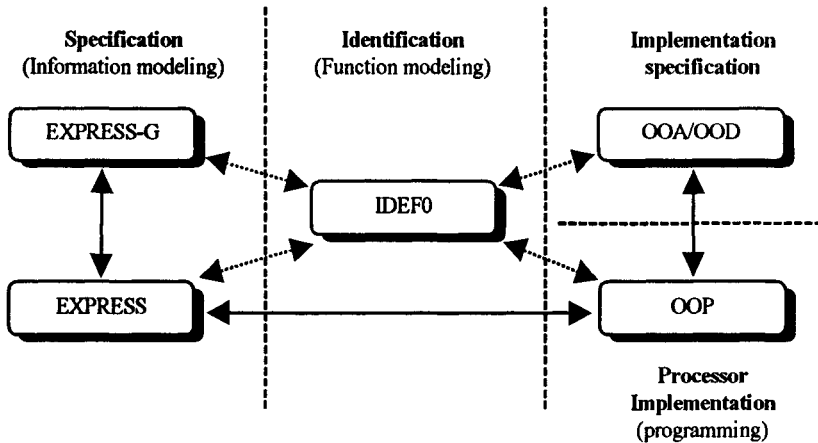 Specification
(Information modeling)
Identification
(Function modeling)
Implementation
specification
EXPRESS-G
OOA/OOD
IDEF0
EXPRESS
OOP
Processor
Implementation
(programming)